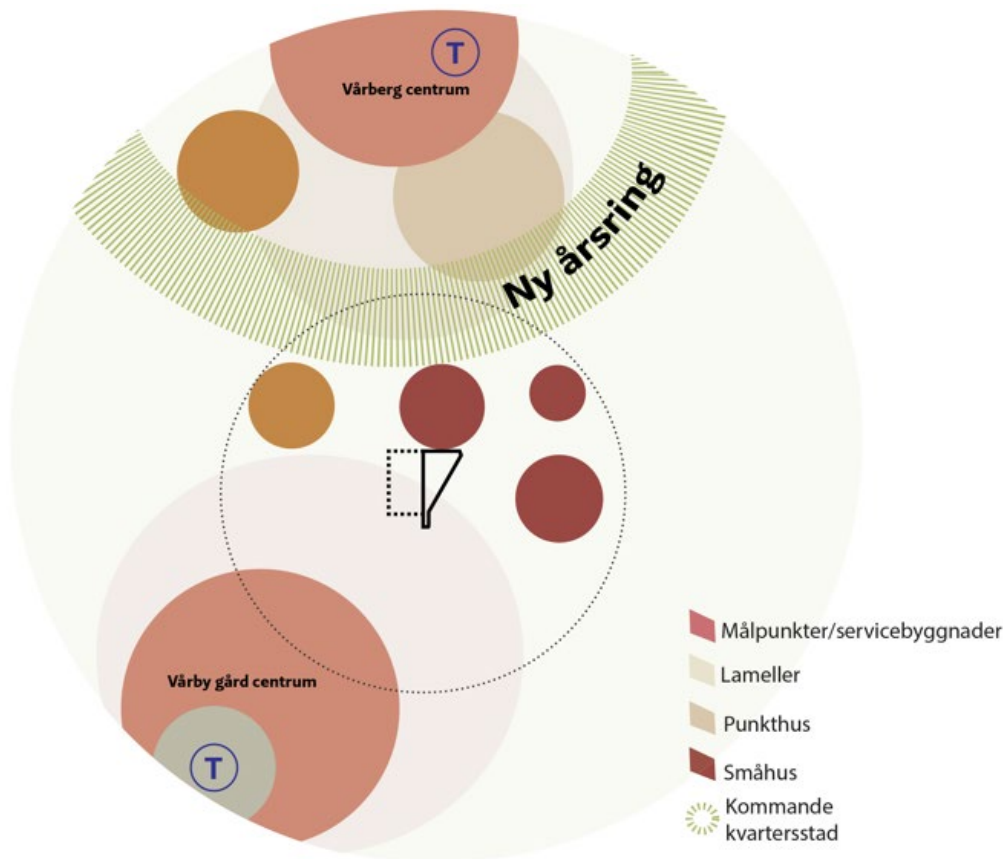 T
Vårberg centrum
Ny årsring
Vårby gård centrum
T
Målpunkter/servicebyggnader
Lameller
Punkthus
Småhus
Kommande
kvartersstad